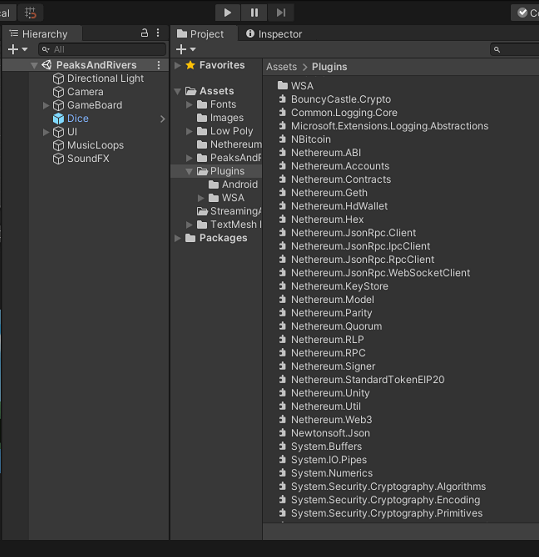 cal
Co
Hierarchy
Project
Inspector
All
PeaksAndRivers
Directional Light
Camera
GameBoard
Dice
UI
MusicLoops
SoundFX
Favorites
Assets
Fonts
Images
Low Poly
Nethereum
PeaksAndR
Plugins
Android
WSA
StreamingA
TextMesh
Packages
Assets > Plugins
WSA
BouncyCastle.Crypto
Common.Logging.Core
Microsoft.Extensions.Logging.Abstractions
NBitcoin
Nethereum.ABI
Nethereum.Accounts
Nethereum.Contracts
Nethereum.Geth
Nethereum.HdWallet
Nethereum.Hex
Nethereum.JsonRpc.Client
Nethereum.JsonRpc.IpcClient
Nethereum.JsonRpc.RpcClient
Nethereum.JsonRpc.WebSocketClient
Nethereum.KeyStore
Nethereum.Model
Nethereum.Parity
Nethereum.Quorum
Nethereum.RLP
Nethereum.RPC
Nethereum.Signer
Nethereum.StandardTokenEIP20
Nethereum.Unity
Nethereum.Util
Nethereum.Web3
Newtonsoft.Json
System.Buffers
System.IO.Pipes
System.Numerics
System.Security.Cryptography.Algorithms
System.Security.Cryptography.Encoding
System.Security.Cryptography.Primitives